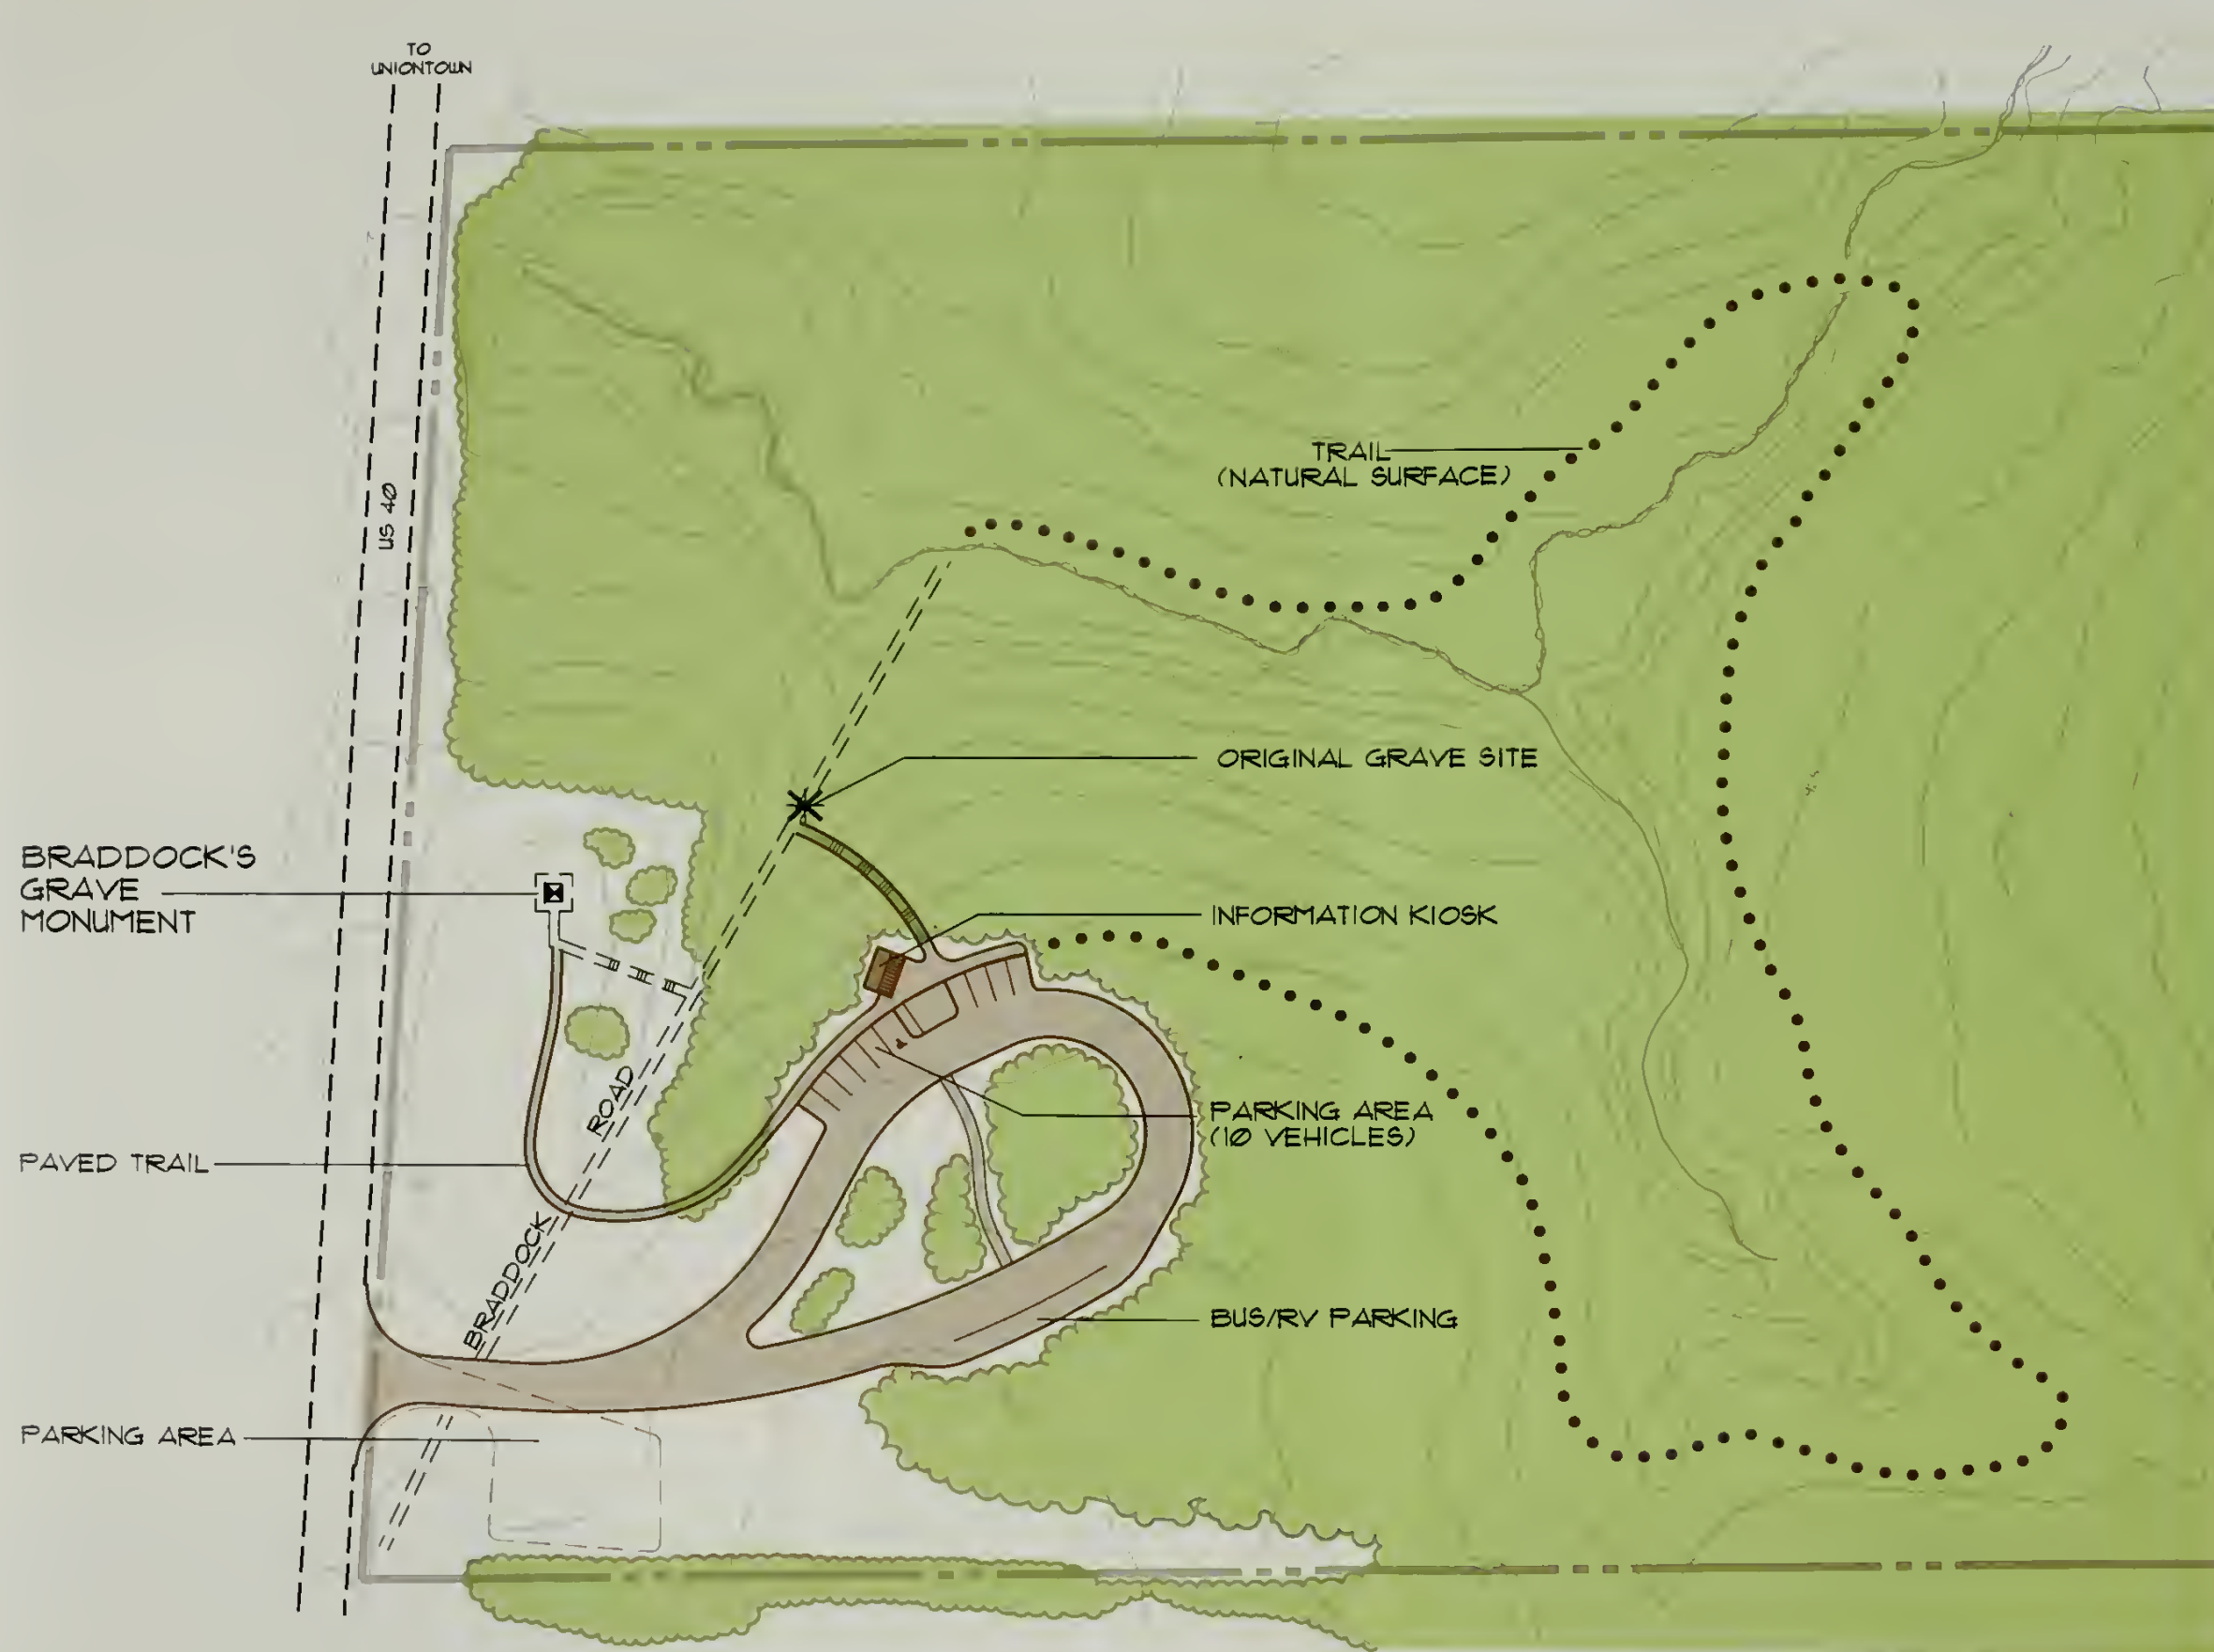 TO
UNIONTOWN
US 40
TRAIL
(NATURAL SURFACE)
ORIGINAL GRAVE SITE
BRADDOCK'S
GRAVE
MONUMENT
INFORMATION KIOSK
ROAD
PARKING AREA
(10 VEHICLES)
PAVED TRAIL
BRADDOCK
BUS/RV PARKING
PARKING AREA